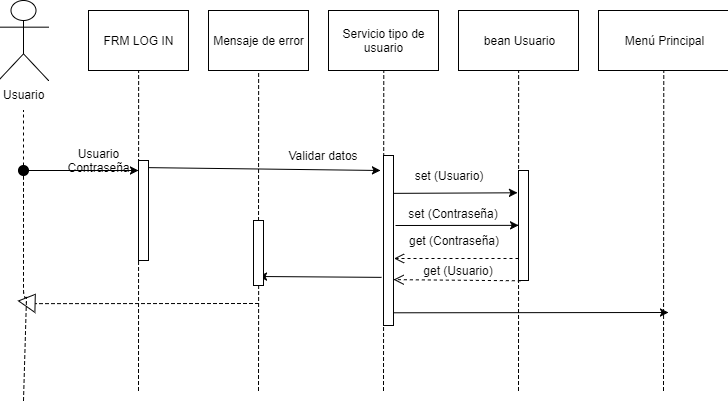 FRM LOG IN
Mensaje de error
Servicio tipo de
usuario
bean Usuario
Menú Principal
Usuario
Usuario
Contraseña
Validar datos
set (Usuario)
set (Contraseña)
get (Contraseña)
get (Usuario)